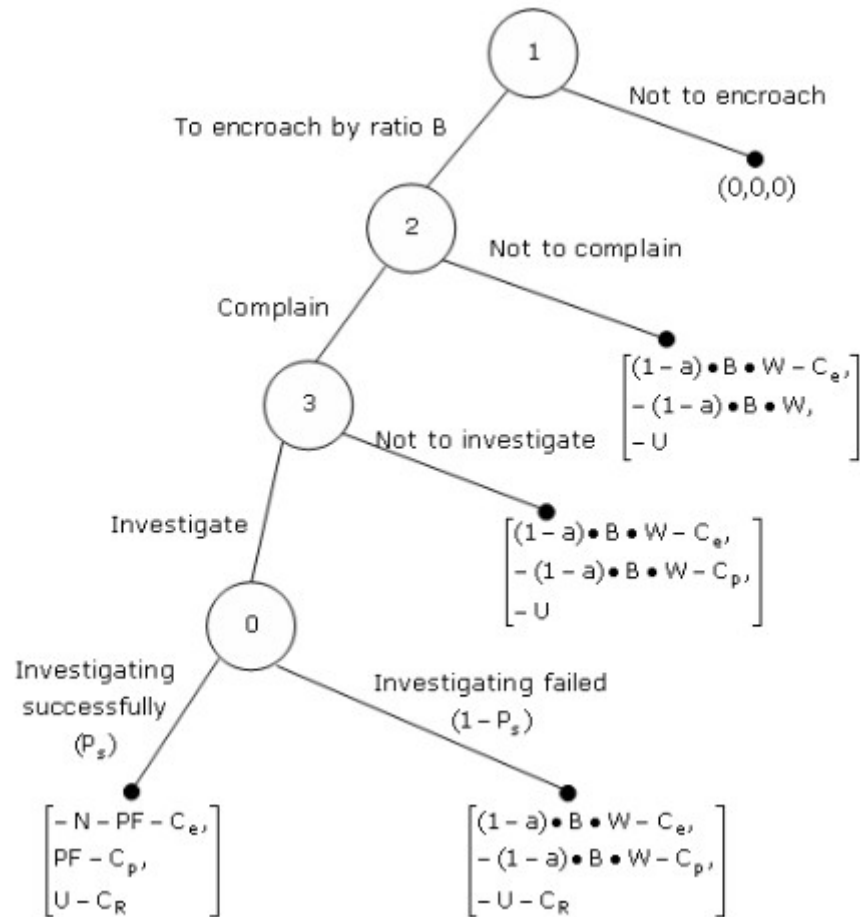 1
Not to encroach
To encroach by ratio B
(0,0,0)
2
Not to complain
Complain
(1 – a) • B • W – Cₑ,
– (1 – a) • B • W,
– U
3
Not to investigate
Investigate
(1 – a) • B • W – Cₑ,
– (1 – a) • B • W – Cₚ,
– U
0
Investigating
successfully
(Pₛ)
Investigating failed
(1 – Pₛ)
– N – PF – Cₑ,
PF – Cₚ,
U – C_R
(1 – a) • B • W – Cₑ,
– (1 – a) • B • W – Cₚ,
– U – C_R